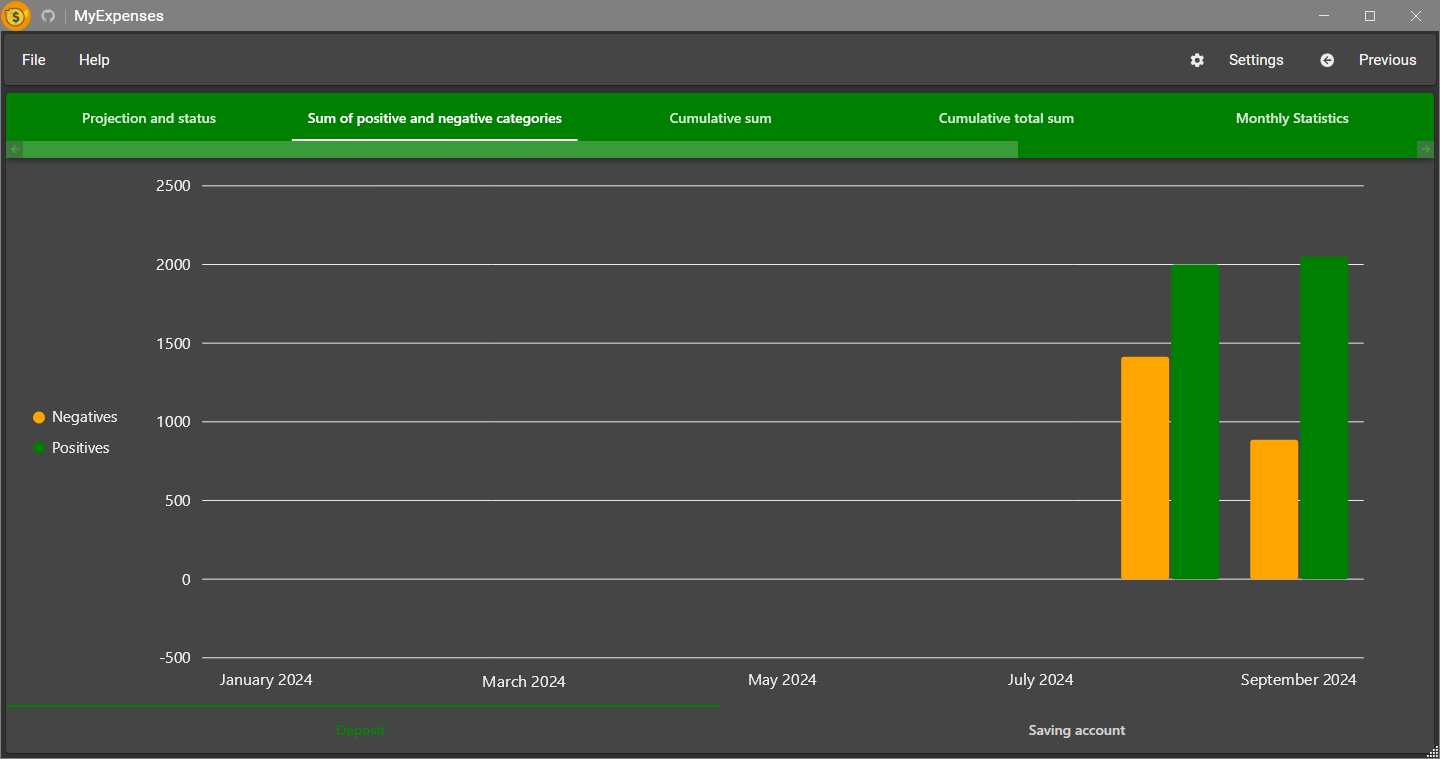 MyExpenses
File Help Settings Previous
Projection and status Sum of positive and negative categories Cumulative sum Cumulative total sum Monthly Statistics
2500
2000
1500
Negatives
1000
Positives
500
0
-500
January 2024 March 2024 May 2024 July 2024 September 2024
Deposit Saving account